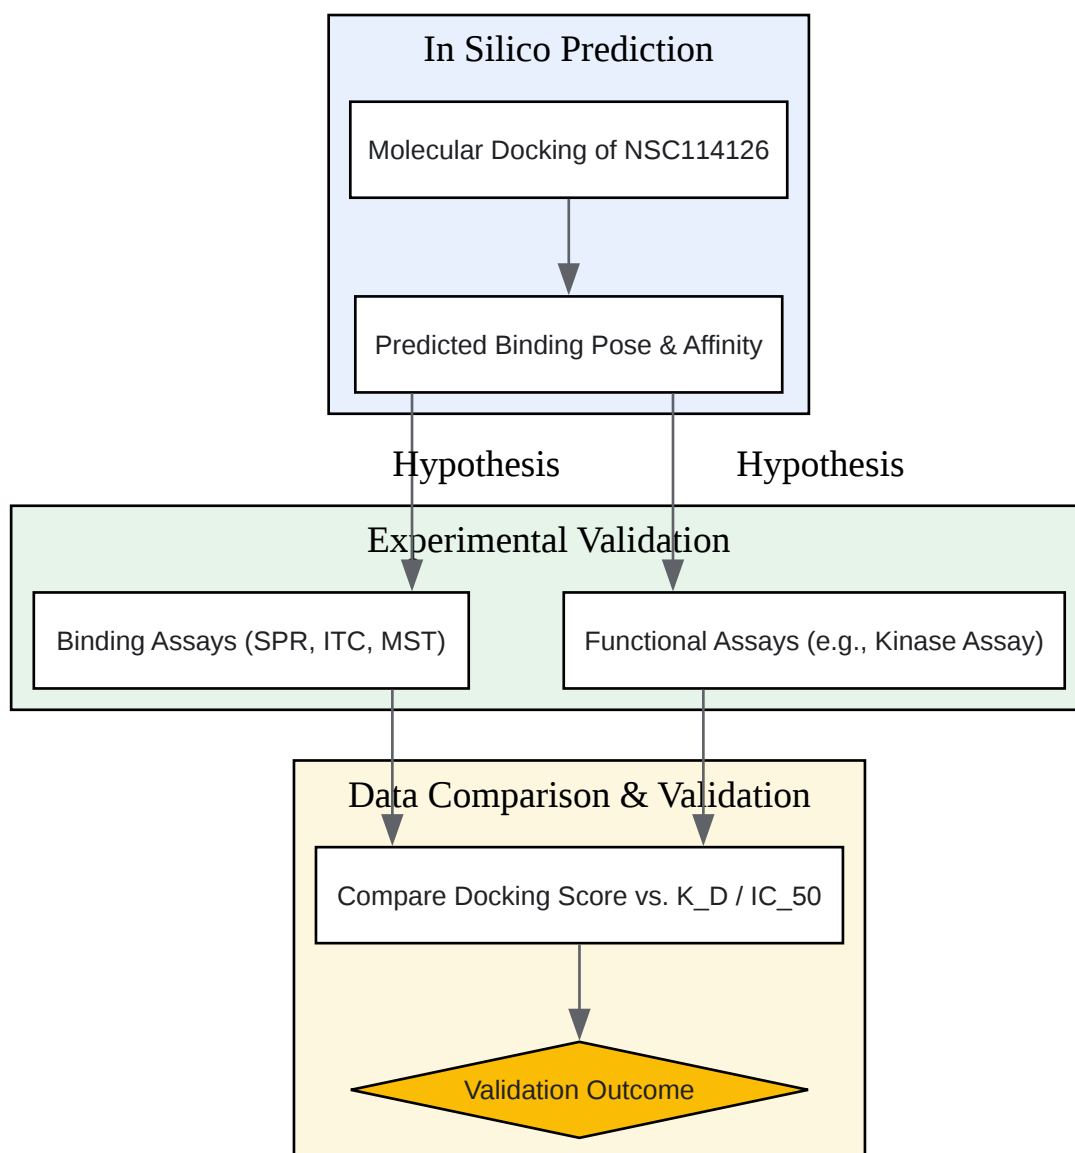 In Silico Prediction
Molecular Docking of NSC114126
Predicted Binding Pose & Affinity
Hypothesis
Hypothesis
Experimental Validation
Binding Assays (SPR, ITC, MST)
Functional Assays (e.g., Kinase Assay)
Data Comparison & Validation
Compare Docking Score vs. K_D / IC_50
Validation Outcome